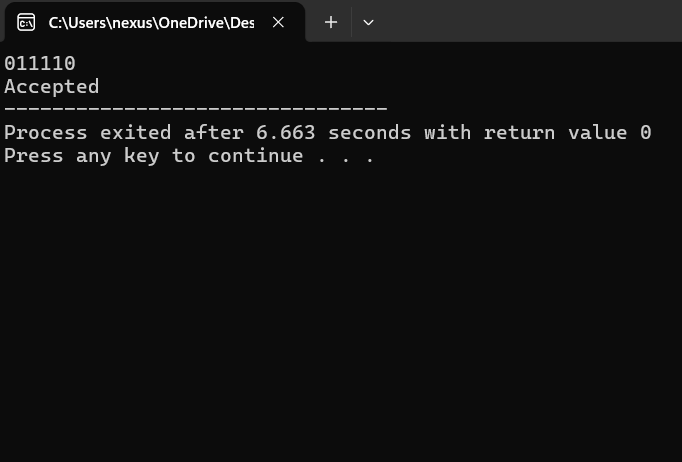 C:\Users\nexus\OneDrive\Des
011110
Accepted
--------------------------------
Process exited after 6.663 seconds with return value 0
Press any key to continue . . .